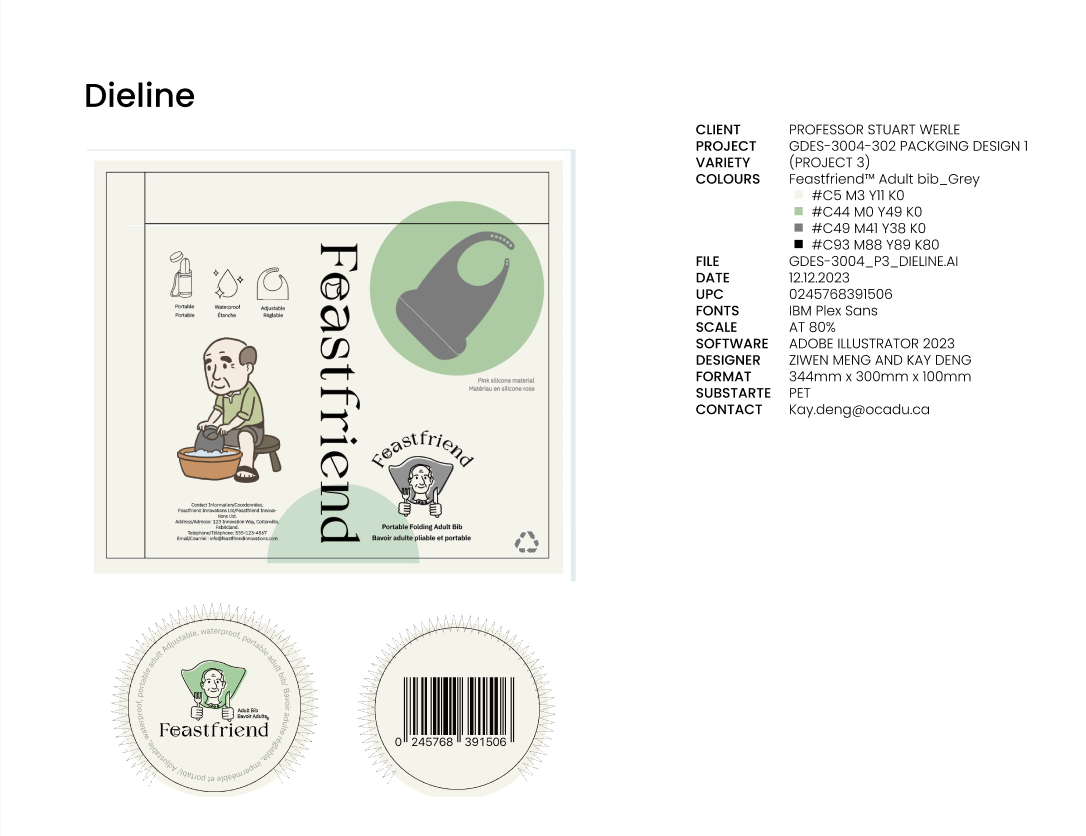 Dieline
CLIENT PROFESSOR STUART WERLE
PROJECT GDES-3004-302 PACKGING DESIGN 1
VARIETY (PROJECT 3)
COLOURS Feastfriend™ Adult bib_Grey
#C5 M3 Y11 K0
#C44 M0 Y49 K0
#C49 M41 Y38 K0
#C93 M88 Y89 K80
FILE GDES-3004_P3_DIELINE.AI
DATE 12.12.2023
UPC 0245768391506
FONTS IBM Plex Sans
SCALE AT 80%
SOFTWARE ADOBE ILLUSTRATOR 2023
DESIGNER ZIWEN MENG AND KAY DENG
FORMAT 344mm x 300mm x 100mm
SUBSTARTE PET
CONTACT Kay.deng@ocadu.ca
Portable
Portable
Waterproof
Étanche
Adjustable
Réglable
Contact Information/Coordonnées:
Feastfriend Innovations Ltd/Feastfriend Innova-
tions Ltd.
Address/Adresse: 123 Innovation Way, Cottonville,
Fabricland.
Telephone/Téléphone: 555-123-4567
Email/Courriel : info@feastfriendinnovations.com
Feastfriend
Pink silicone material
Matériau en silicone rose
Feastfriend
Portable Folding Adult Bib
Bavoir adulte pliable et portable
Adjustable, waterproof, portable adult Adjustable, waterproof, portable adult bib/ Bavoir adulte réglable, imperméable et portabl/
Adult Bib
Bavoir Adulte
Feastfriend
0 245768 391506